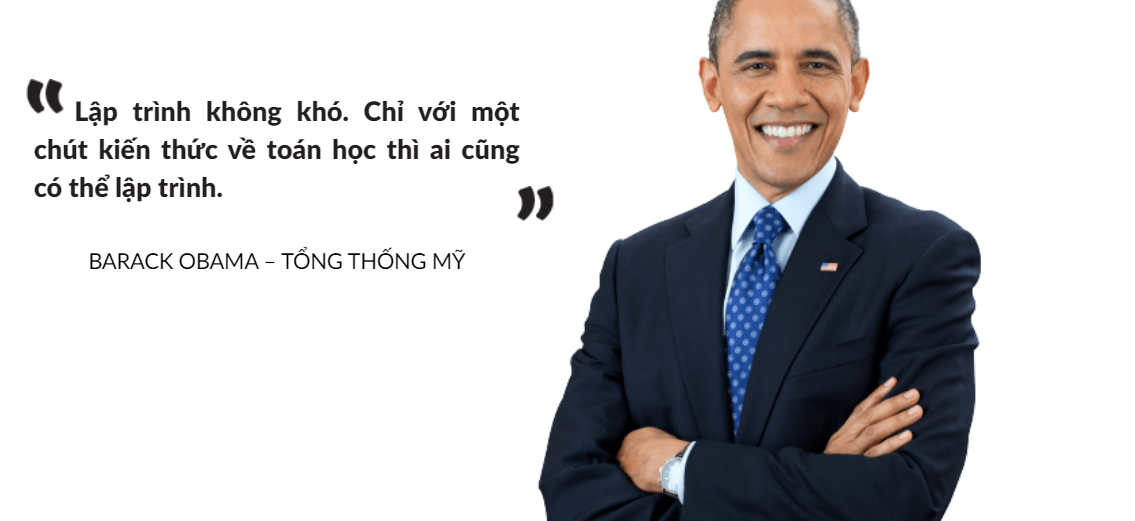 “Lập trình không khó. Chỉ với một
chút kiến thức về toán học thì ai cũng
có thể lập trình.
”
BARACK OBAMA – TỔNG THỐNG MỸ